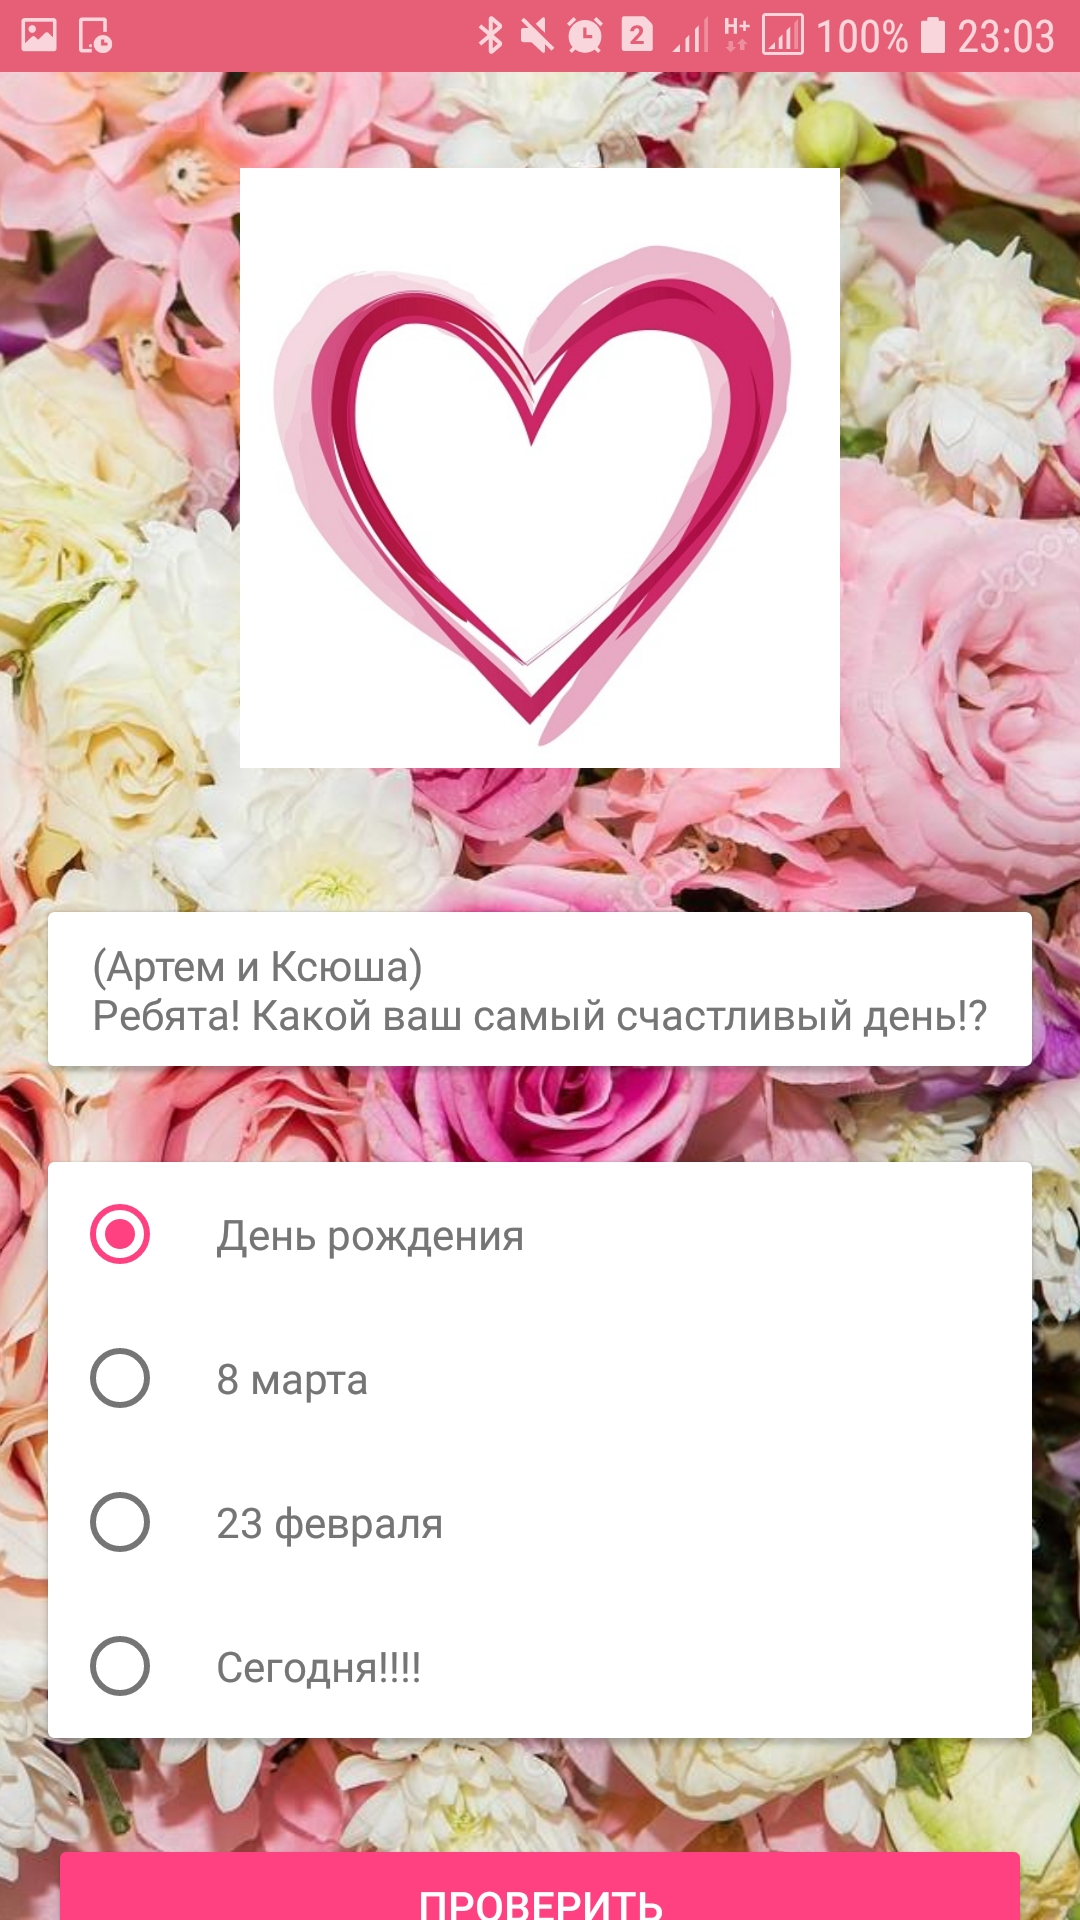 2 H+ 100% 23:03
(Артем и Ксюша)
Ребята! Какой ваш самый счастливый день!?
День рождения
8 марта
23 февраля
Сегодня!!!!
ПРОВЕРИТЬ